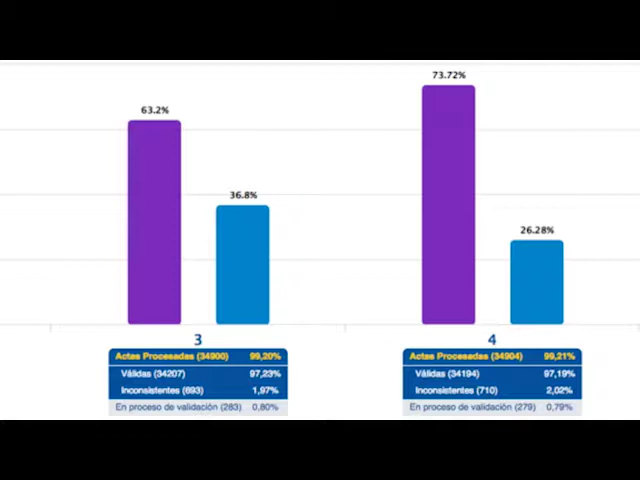 73.72%
63.2%
36.8%
26.28%
3
Actas Procesadas (34900) 99,20%
Válidas (34207) 97,23%
Inconsistentes (693) 1,97%
En proceso de validación (283) 0,80%
4
Actas Procesadas (34904) 99,21%
Válidas (34194) 97,19%
Inconsistentes (710) 2,02%
En proceso de validación (279) 0,79%